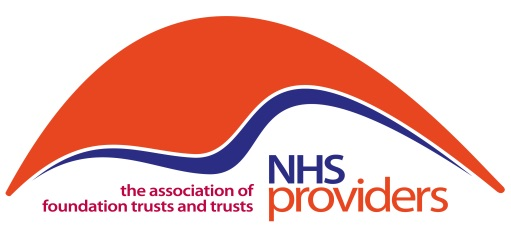 NHS
providers
the association of
foundation trusts and trusts